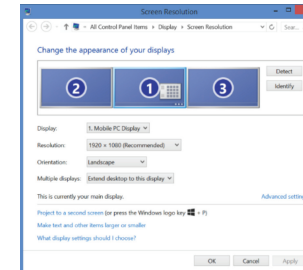 Screen Resolution
« All Control Panel Items › Display › Screen Resolution
Sear...
Change the appearance of your displays
2
1
3
Detect
Identify
Display: 1. Mobile PC Display
Resolution: 1920 × 1080 (Recommended)
Orientation: Landscape
Multiple displays: Extend desktop to this display
This is currently your main display.
Advanced settings
Project to a second screen (or press the Windows logo key + P)
Make text and other items larger or smaller
What display settings should I choose?
OK
Cancel
Apply